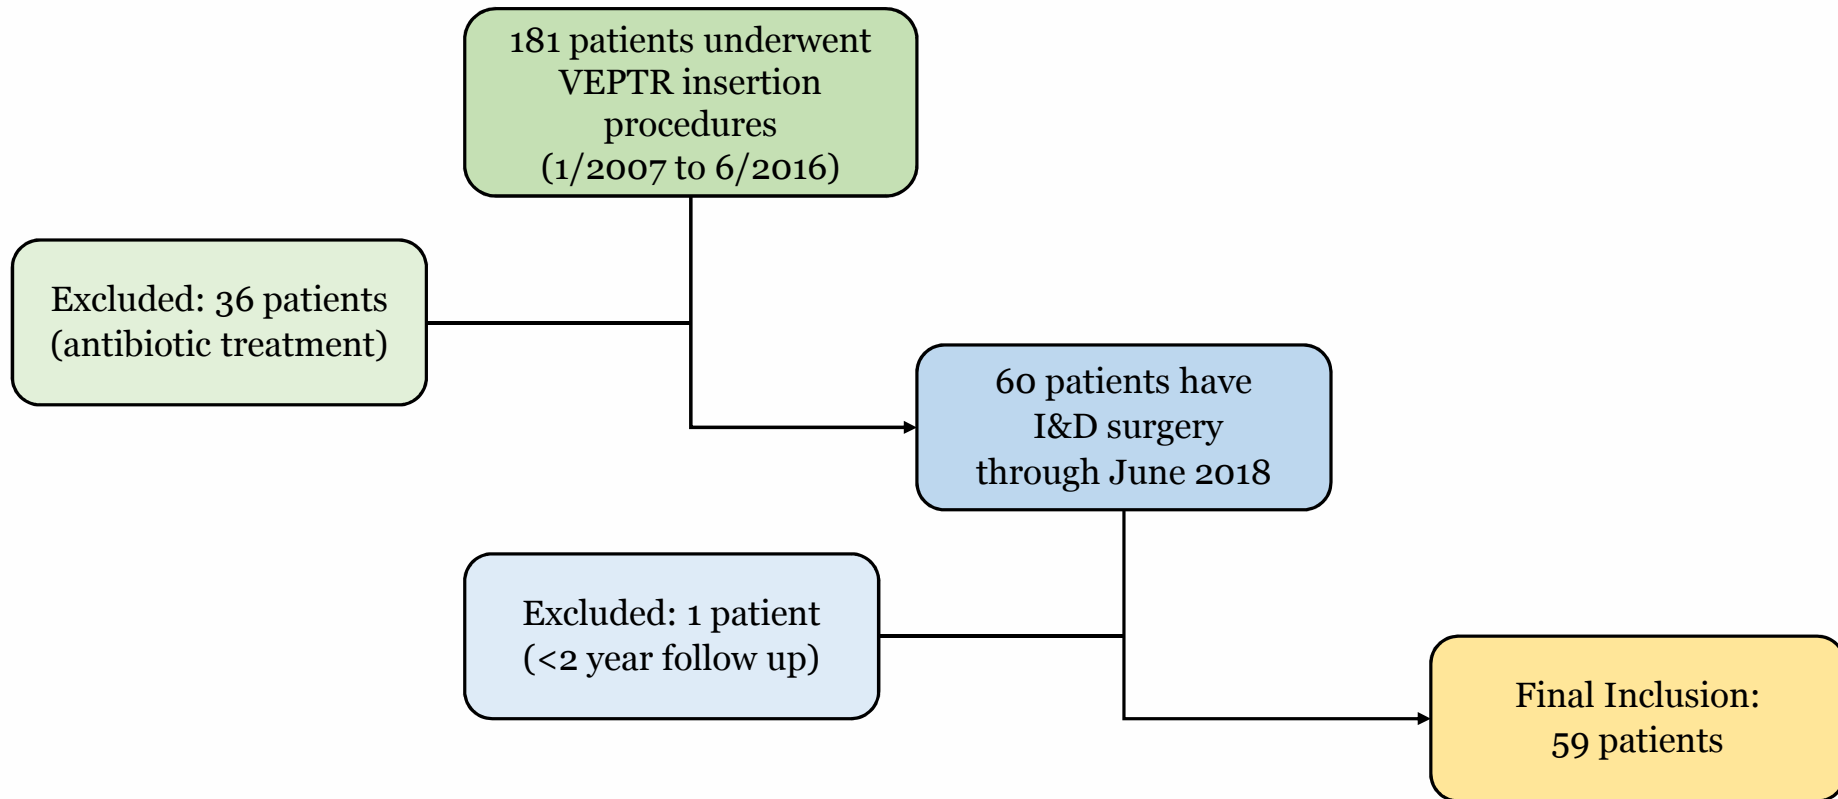 181 patients underwent
VEPTR insertion
procedures
(1/2007 to 6/2016)
Excluded: 36 patients
(antibiotic treatment)
60 patients have
I&D surgery
through June 2018
Excluded: 1 patient
(<2 year follow up)
Final Inclusion:
59 patients